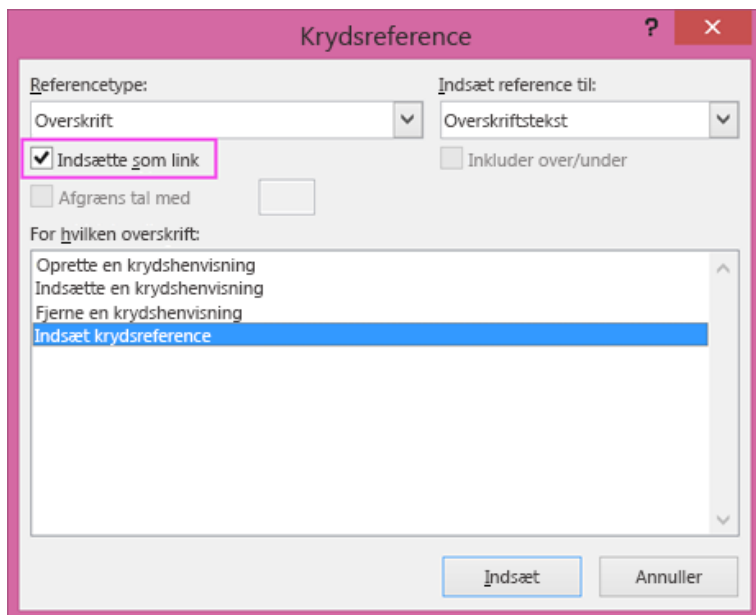 Krydsreference
?
Referencetype:
Indsæt reference til:
Overskrift
Overskriftstekst
Indsætte som link
Inkluder over/under
Afgræns tal med
For hvilken overskrift:
Oprette en krydshenvisning
Indsætte en krydshenvisning
Fjerne en krydshenvisning
Indsæt krydsreference
Indsæt
Annuller